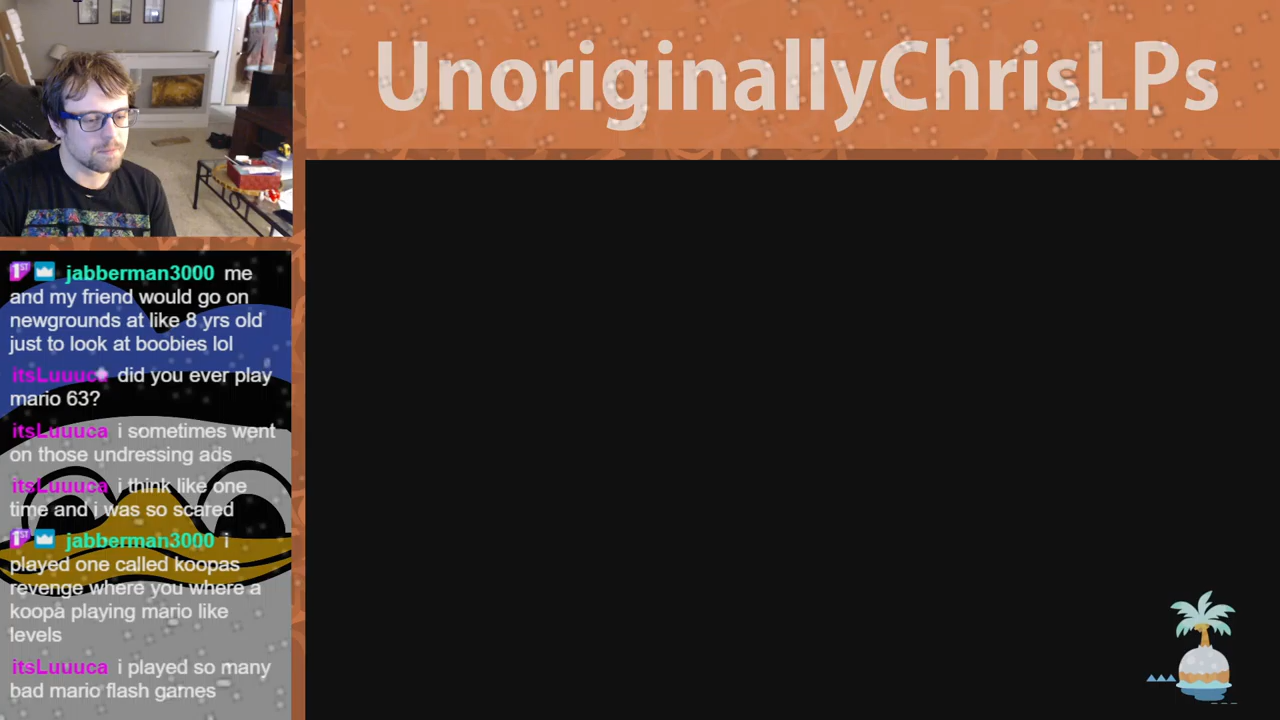 UnoriginallyChrisLPs
1ST jabberman3000 me
and my friend would go on
newgrounds at like 8 yrs old
just to look at boobies lol
itsLuuuca did you ever play
mario 63?
itsLuuuca i sometimes went
on those undressing ads
itsLuuuca i think like one
time and i was so scared
1ST jabberman3000 i
played one called koopas
revenge where you where a
koopa playing mario like
levels
itsLuuuca i played so many
bad mario flash games